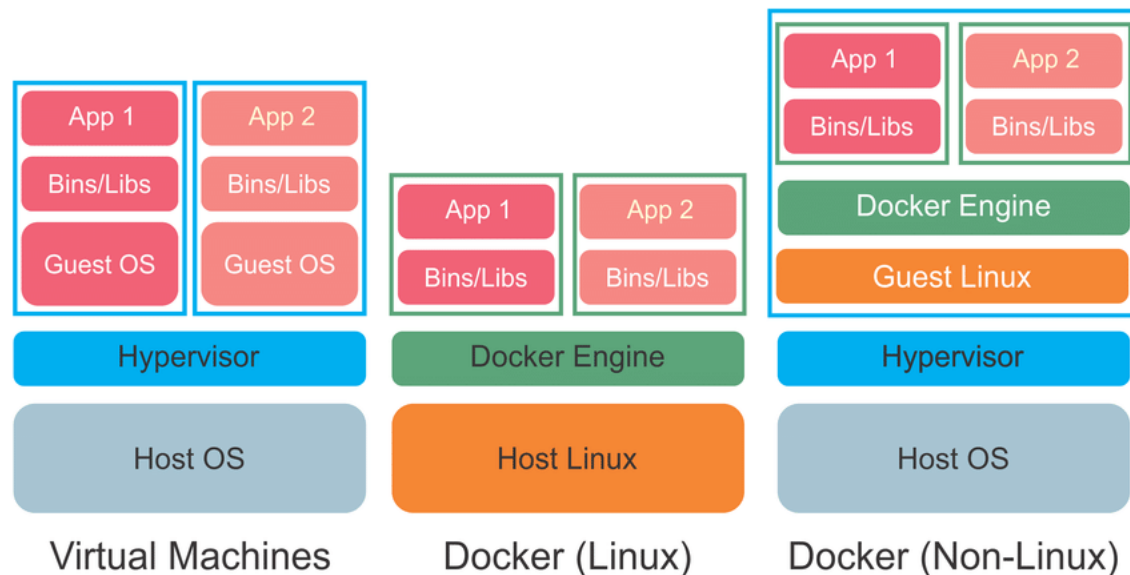 App 1
App 2
Bins/Libs
Bins/Libs
Guest OS
Guest OS
Hypervisor
Host OS
Virtual Machines
App 1
App 2
Bins/Libs
Bins/Libs
Docker Engine
Host Linux
Docker (Linux)
App 1
App 2
Bins/Libs
Bins/Libs
Docker Engine
Guest Linux
Hypervisor
Host OS
Docker (Non-Linux)